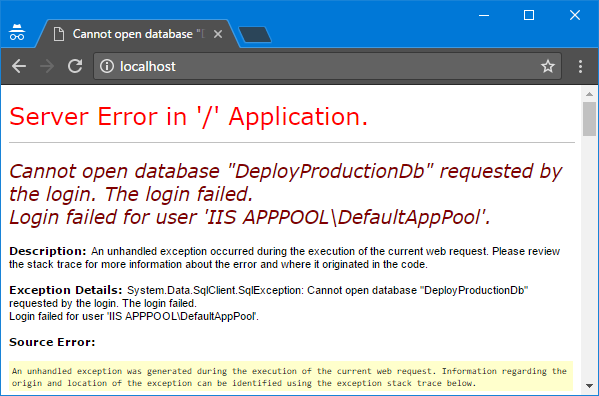 Cannot open database "
localhost
Server Error in '/' Application.
Cannot open database "DeployProductionDb" requested by
the login. The login failed.
Login failed for user 'IIS APPPOOL\DefaultAppPool'.
Description: An unhandled exception occurred during the execution of the current web request. Please review
the stack trace for more information about the error and where it originated in the code.
Exception Details: System.Data.SqlClient.SqlException: Cannot open database "DeployProductionDb"
requested by the login. The login failed.
Login failed for user 'IIS APPPOOL\DefaultAppPool'.
Source Error:
An unhandled exception was generated during the execution of the current web request. Information regarding the
origin and location of the exception can be identified using the exception stack trace below.